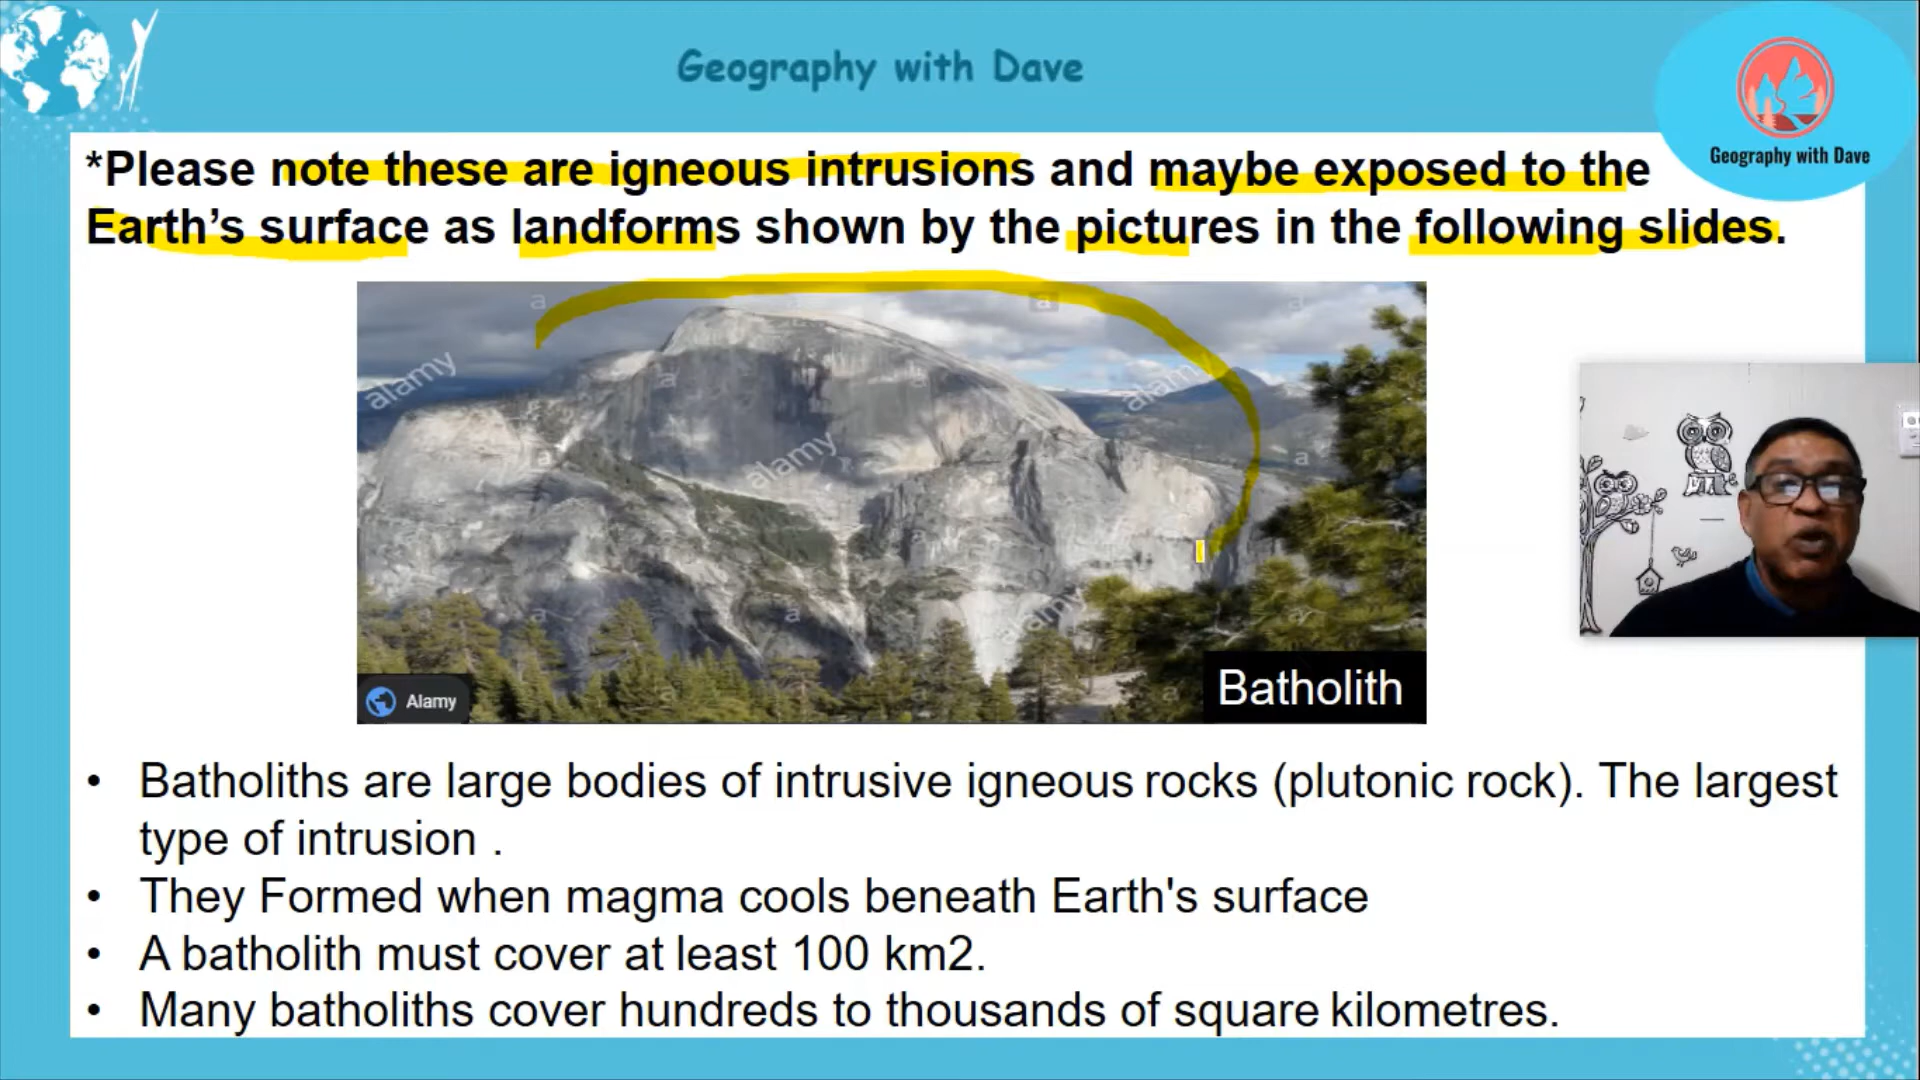 Geography with Dave
Geography with Dave
*Please note these are igneous intrusions and maybe exposed to the
Earth’s surface as landforms shown by the pictures in the following slides.
a
a
a
alamy
a
a
alamy
alamy
a
a
a
a
a
alamy
a
a
Alamy
Batholith
• Batholiths are large bodies of intrusive igneous rocks (plutonic rock). The largest
type of intrusion .
• They Formed when magma cools beneath Earth's surface
• A batholith must cover at least 100 km2.
• Many batholiths cover hundreds to thousands of square kilometres.